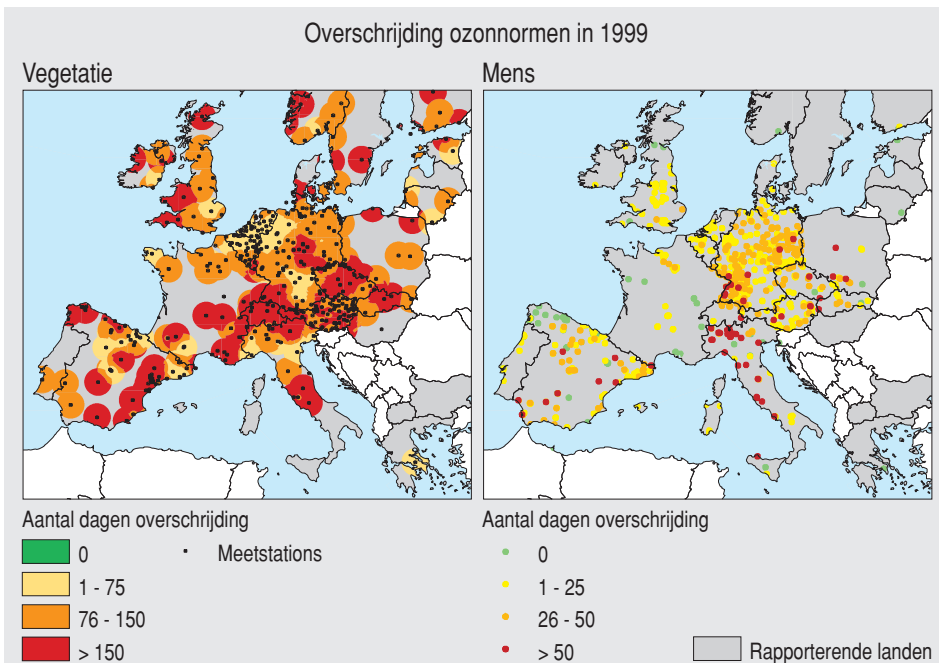 Overschrijding ozonnormen in 1999
Vegetatie
Mens
Aantal dagen overschrijding
0
Meetstations
1 - 75
76 - 150
> 150
Aantal dagen overschrijding
0
1 - 25
26 - 50
> 50
Rapporterende landen